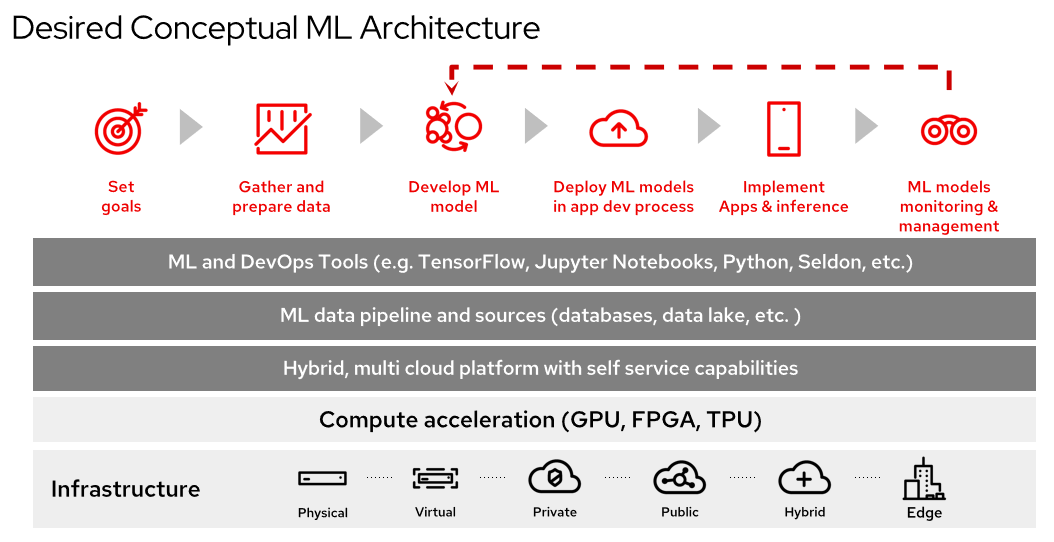 Desired Conceptual ML Architecture
Set
goals
Gather and
prepare data
Develop ML
model
Deploy ML models
in app dev process
Implement
Apps & inference
ML models
monitoring &
management
ML and DevOps Tools (e.g. TensorFlow, Jupyter Notebooks, Python, Seldon, etc.)
ML data pipeline and sources (databases, data lake, etc. )
Hybrid, multi cloud platform with self service capabilities
Compute acceleration (GPU, FPGA, TPU)
Infrastructure
Physical
Virtual
Private
Public
Hybrid
Edge